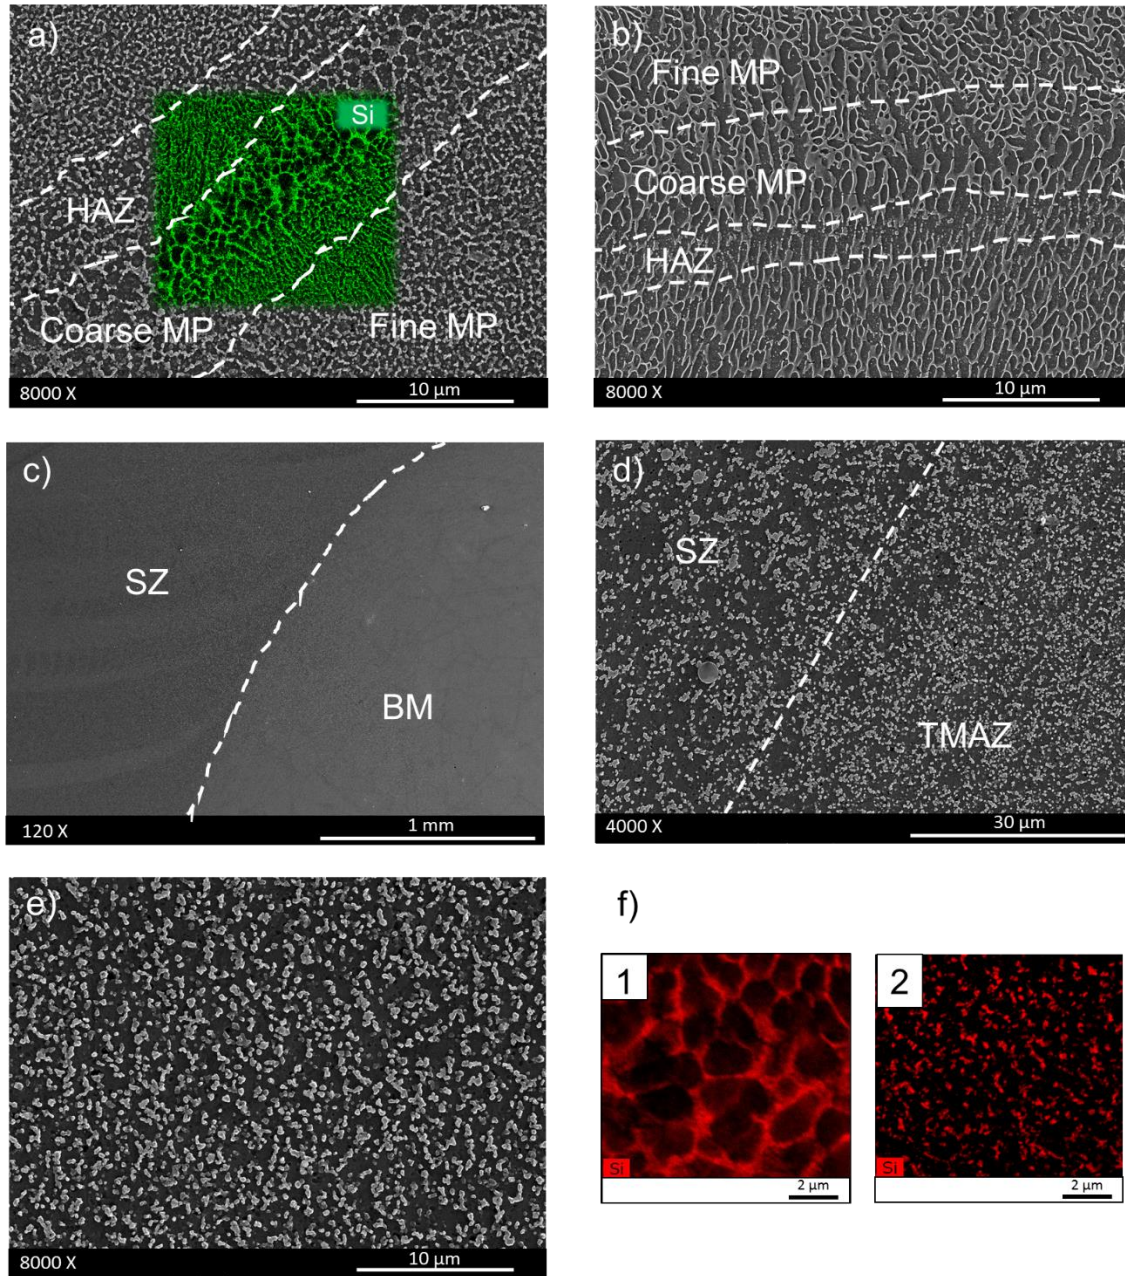 a)
Si
HAZ
Coarse MP
Fine MP
8000 X
10 µm
b)
Fine MP
Coarse MP
HAZ
8000 X
10 µm
c)
SZ
BM
120 X
1 mm
d)
SZ
TMAZ
4000 X
30 µm
e)
8000 X
10 µm
f)
1
Si
2 µm
2
Si
2 µm